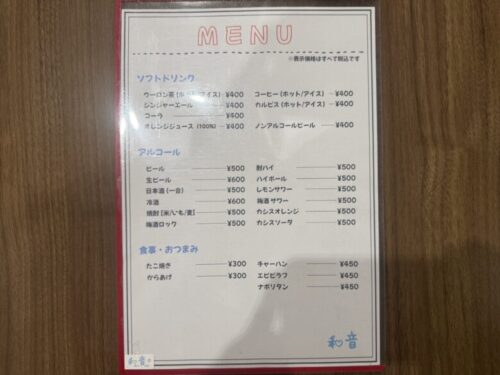 MENU
※表示価格はすべて税込です
ソフトドリンク
ウーロン茶 (ホット/アイス) ¥400
ジンジャーエール ¥400
コーラ ¥400
オレンジジュース (100%) ¥400
コーヒー (ホット/アイス) ¥400
カルピス (ホット/アイス) ¥400
ノンアルコールビール ¥400
アルコール
ビール ¥500
生ビール ¥600
日本酒 (一合) ¥500
冷酒 ¥600
焼酎 [米/いも/麦] ¥500
梅酒ロック ¥500
酎ハイ ¥500
ハイボール ¥500
レモンサワー ¥500
梅酒サワー ¥500
カシスオレンジ ¥500
カシスソーダ ¥500
食事・おつまみ
たこ焼き ¥300
からあげ ¥300
チャーハン ¥450
エビピラフ ¥450
ナポリタン ¥450
和音